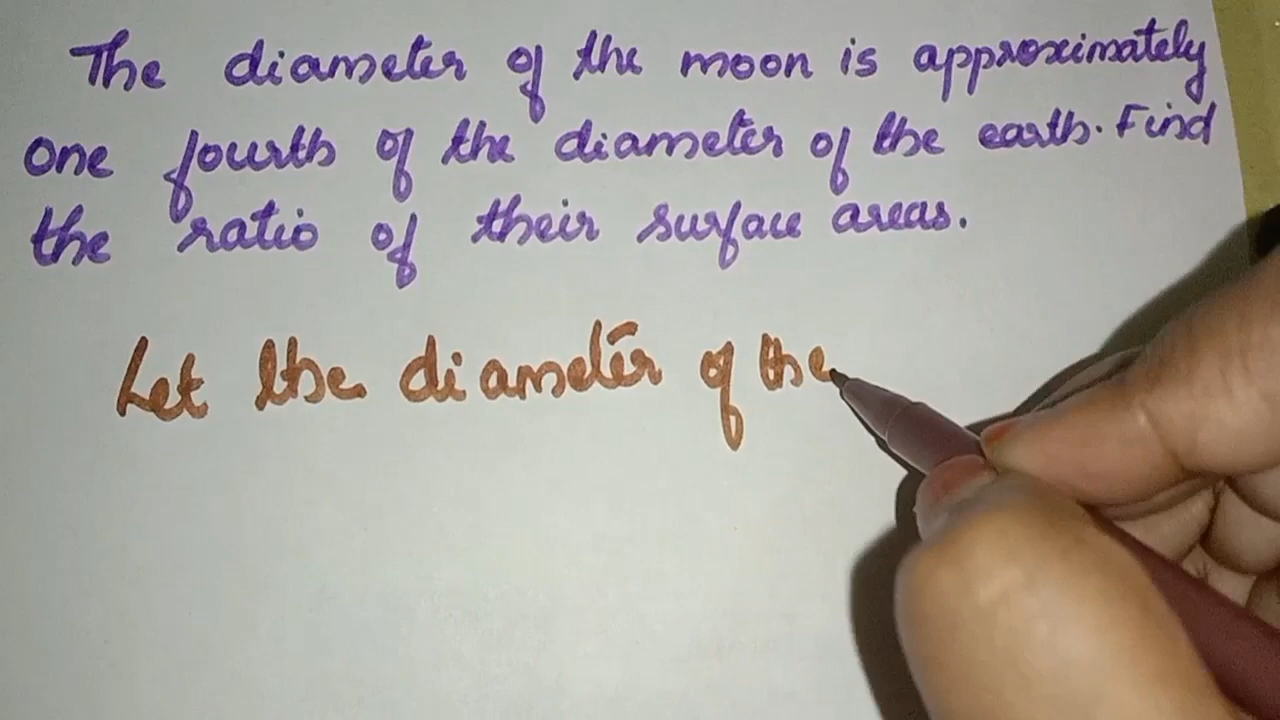 The diameter of the moon is approximately
one fourth of the diameter of the earth. Find
the ratio of their surface areas.
Let the diameter of the